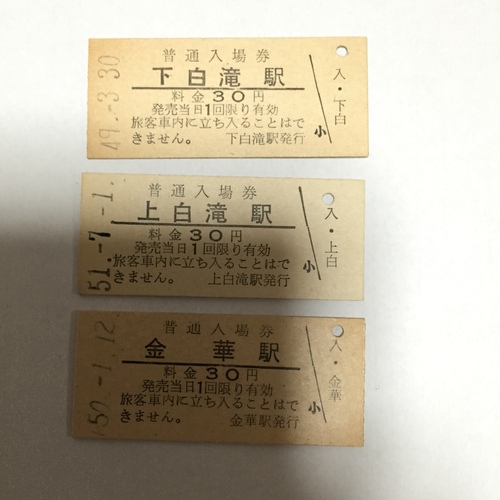 49.-3.30
普通入場券
下白滝駅
料金30円
発売当日1回限り有効
旅客車内に立ち入ることはで
きません。 下白滝駅発行
小
入・下白
51.-7.-1.
普通入場券
上白滝駅
料金30円
発売当日1回限り有効
旅客車内に立ち入ることはで
きません。 上白滝駅発行
小
入・上白
50.-1.12
普通入場券
金華駅
料金30円
発売当日1回限り有効
旅客車内に立ち入ることはで
きません。 金華駅発行
小
入・金華